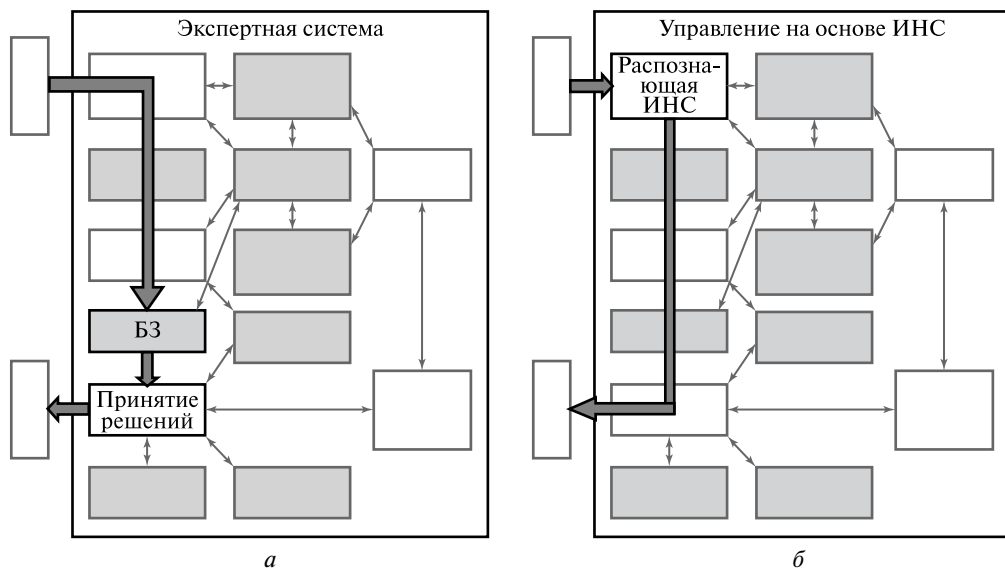 Экспертная система
БЗ
Принятие
решений
а
Управление на основе ИНС
Распозна-
ющая
ИНС
б